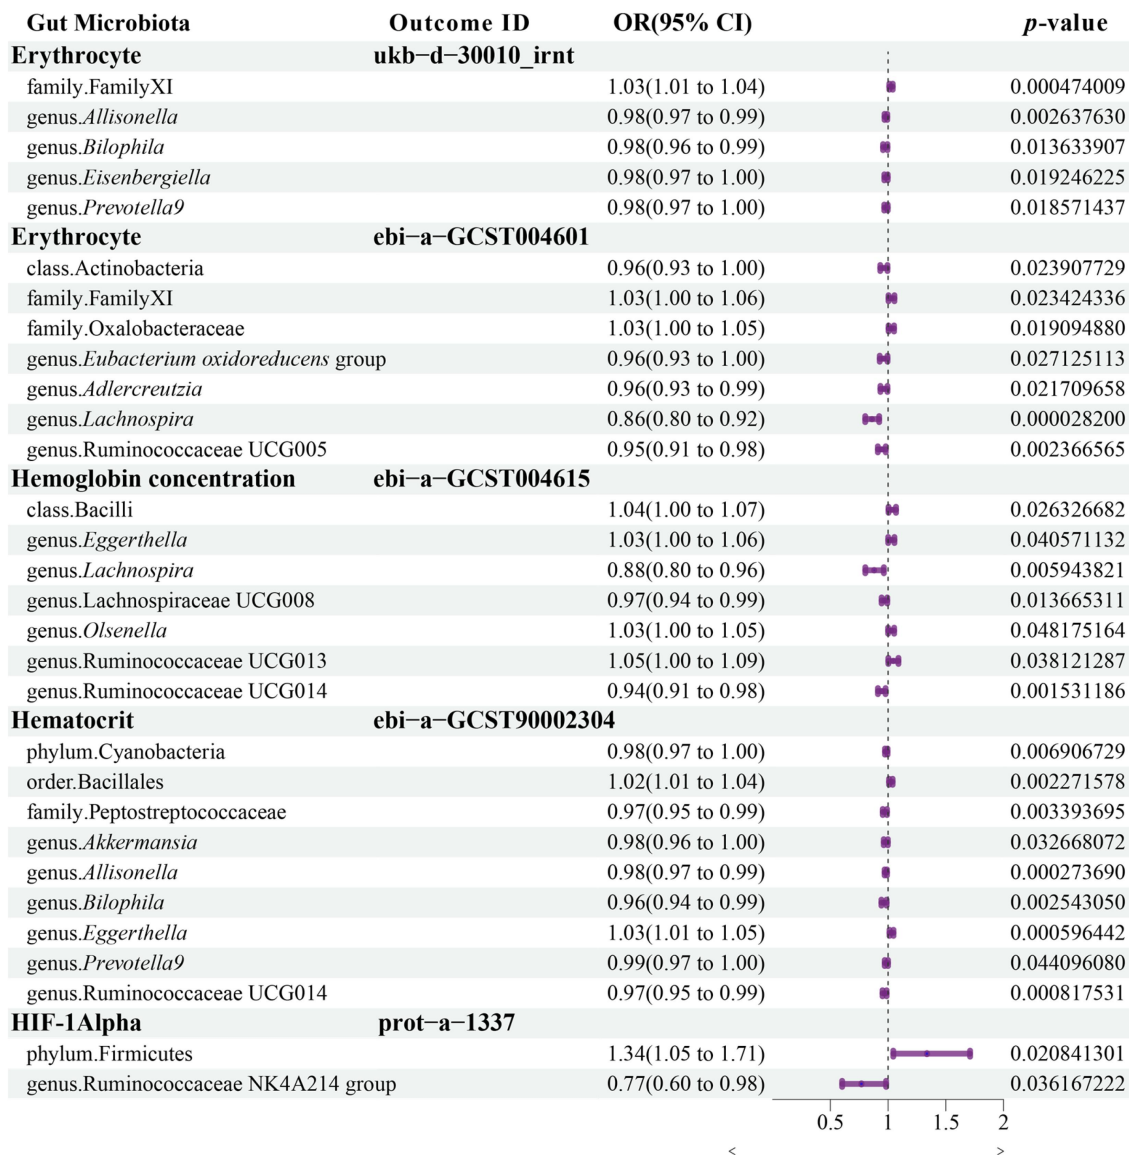 Gut Microbiota Outcome ID OR(95% CI) p-value
Erythrocyte ukb−d−30010_irnt
family.FamilyXI 1.03(1.01 to 1.04) 0.000474009
genus.Allisonella 0.98(0.97 to 0.99) 0.002637630
genus.Bilophila 0.98(0.96 to 0.99) 0.013633907
genus.Eisenbergiella 0.98(0.97 to 1.00) 0.019246225
genus.Prevotella9 0.98(0.97 to 1.00) 0.018571437
Erythrocyte ebi−a−GCST004601
class.Actinobacteria 0.96(0.93 to 1.00) 0.023907729
family.FamilyXI 1.03(1.00 to 1.06) 0.023424336
family.Oxalobacteraceae 1.03(1.00 to 1.05) 0.019094880
genus.Eubacterium oxidoreducens group 0.96(0.93 to 1.00) 0.027125113
genus.Adlercreutzia 0.96(0.93 to 0.99) 0.021709658
genus.Lachnospira 0.86(0.80 to 0.92) 0.000028200
genus.Ruminococcaceae UCG005 0.95(0.91 to 0.98) 0.002366565
Hemoglobin concentration ebi−a−GCST004615
class.Bacilli 1.04(1.00 to 1.07) 0.026326682
genus.Eggerthella 1.03(1.00 to 1.06) 0.040571132
genus.Lachnospira 0.88(0.80 to 0.96) 0.005943821
genus.Lachnospiraceae UCG008 0.97(0.94 to 0.99) 0.013665311
genus.Olsenella 1.03(1.00 to 1.05) 0.048175164
genus.Ruminococcaceae UCG013 1.05(1.00 to 1.09) 0.038121287
genus.Ruminococcaceae UCG014 0.94(0.91 to 0.98) 0.001531186
Hematocrit ebi−a−GCST90002304
phylum.Cyanobacteria 0.98(0.97 to 1.00) 0.006906729
order.Bacillales 1.02(1.01 to 1.04) 0.002271578
family.Peptostreptococcaceae 0.97(0.95 to 0.99) 0.003393695
genus.Akkermansia 0.98(0.96 to 1.00) 0.032668072
genus.Allisonella 0.98(0.97 to 0.99) 0.000273690
genus.Bilophila 0.96(0.94 to 0.99) 0.002543050
genus.Eggerthella 1.03(1.01 to 1.05) 0.000596442
genus.Prevotella9 0.99(0.97 to 1.00) 0.044096080
genus.Ruminococcaceae UCG014 0.97(0.95 to 0.99) 0.000817531
HIF-1Alpha prot−a−1337
phylum.Firmicutes 1.34(1.05 to 1.71) 0.020841301
genus.Ruminococcaceae NK4A214 group 0.77(0.60 to 0.98) 0.036167222
0.5 1 1.5 2
< >